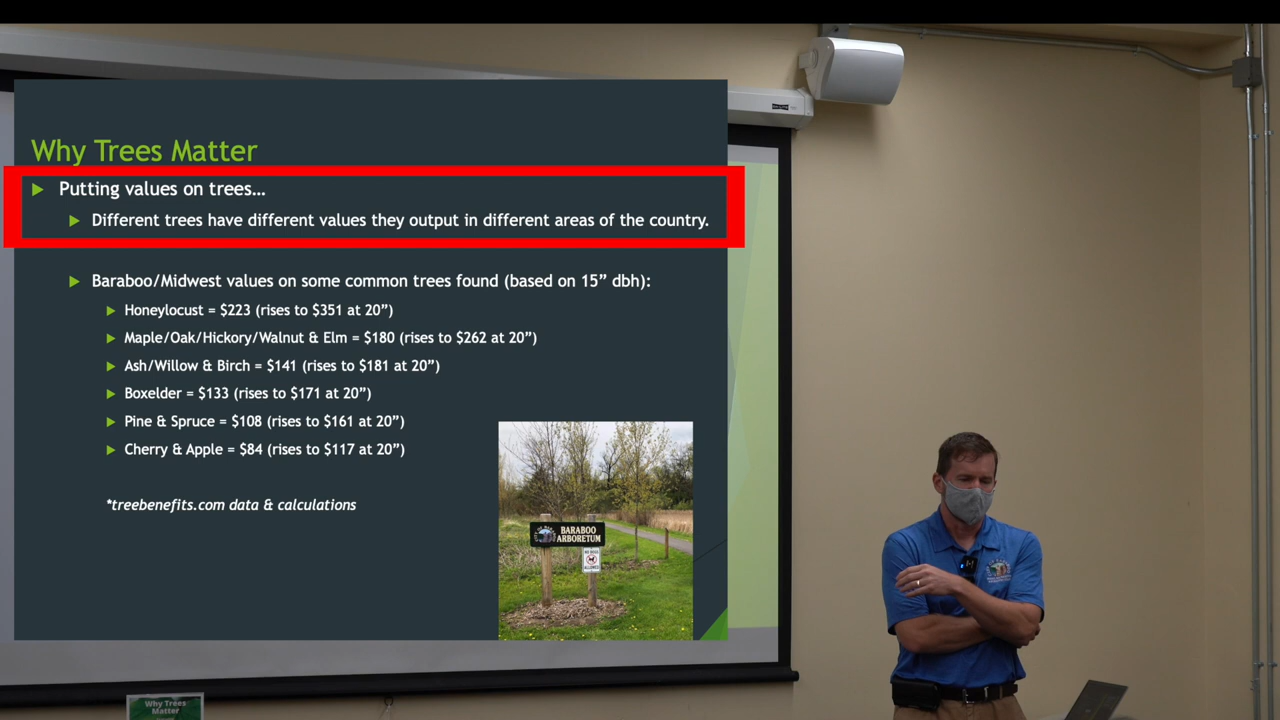 Why Trees Matter
Putting values on trees…
Different trees have different values they output in different areas of the country.
Baraboo/Midwest values on some common trees found (based on 15” dbh):
Honeylocust = $223 (rises to $351 at 20”)
Maple/Oak/Hickory/Walnut & Elm = $180 (rises to $262 at 20”)
Ash/Willow & Birch = $141 (rises to $181 at 20”)
Boxelder = $133 (rises to $171 at 20”)
Pine & Spruce = $108 (rises to $161 at 20”)
Cherry & Apple = $84 (rises to $117 at 20”)
*treebenefits.com data & calculations
BARABOO
ARBORETUM
NO DOGS
ALLOWED
Why Trees
Matter